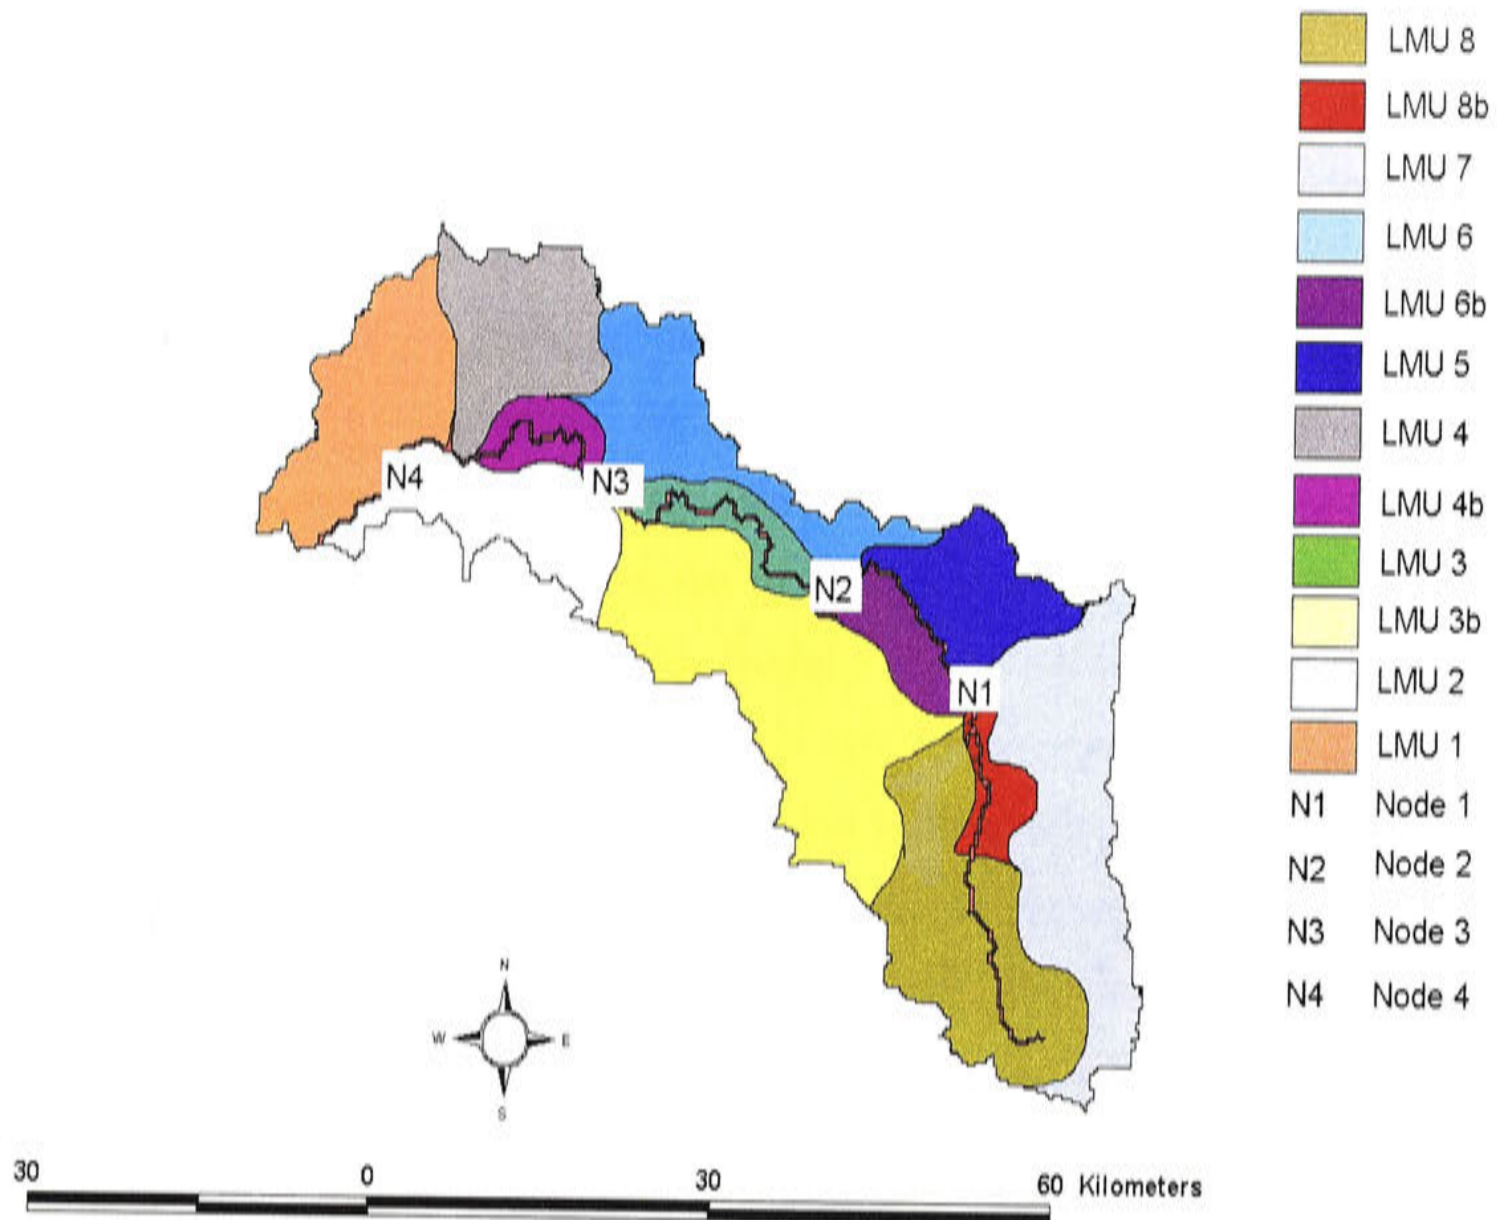 LMU 8
LMU 8b
LMU 7
LMU 6
LMU 6b
LMU 5
LMU 4
LMU 4b
LMU 3
LMU 3b
LMU 2
LMU 1
N1 Node 1
N2 Node 2
N3 Node 3
N4 Node 4
N4
N3
N2
N1
N
W E
S
30 0 30 60 Kilometers